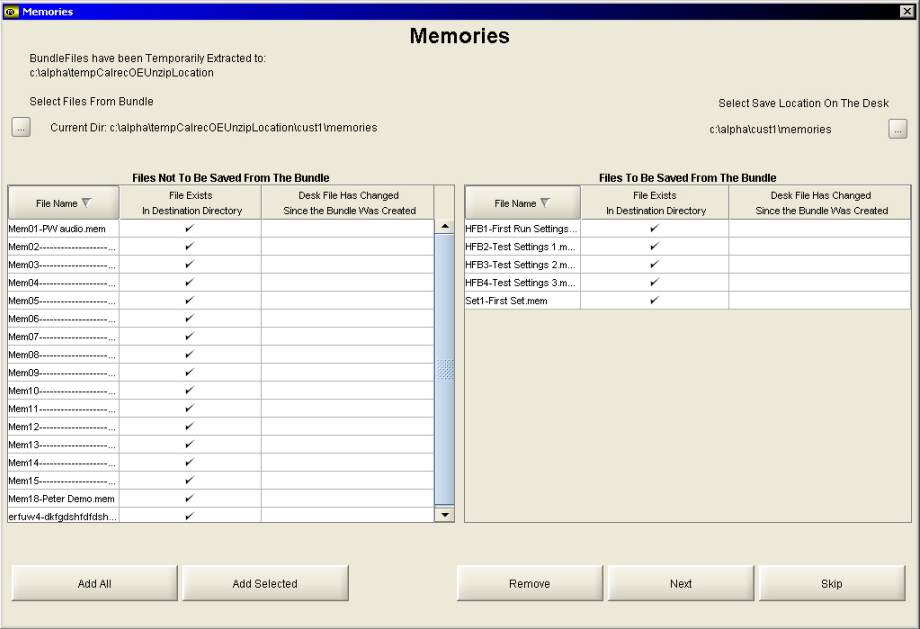 Memories
Memories
BundleFiles have been Temporarily Extracted to:
c:\alpha\tempCalrecOEUnzipLocation
Select Files From Bundle
Select Save Location On The Desk
... Current Dir: c:\alpha\tempCalrecOEUnzipLocation\cust1\memories
c:\alpha\cust1\memories ...
Files Not To Be Saved From The Bundle
File Name
File Exists
In Destination Directory
Desk File Has Changed
Since the Bundle Was Created
Mem01-PW audio.mem
Mem02-------------------...
Mem03-------------------...
Mem04-------------------...
Mem05-------------------...
Mem06-------------------...
Mem07-------------------...
Mem08-------------------...
Mem09-------------------...
Mem10-------------------...
Mem11-------------------...
Mem12-------------------...
Mem13-------------------...
Mem14-------------------...
Mem15-------------------...
Mem18-Peter Demo.mem
erfuw4-dkfgdshfdfdsh...
Files To Be Saved From The Bundle
File Name
File Exists
In Destination Directory
Desk File Has Changed
Since the Bundle Was Created
HFB1-First Run Settings...
HFB2-Test Settings 1.m...
HFB3-Test Settings 2.m...
HFB4-Test Settings 3.m...
Set1-First Set.mem
Add All
Add Selected
Remove
Next
Skip